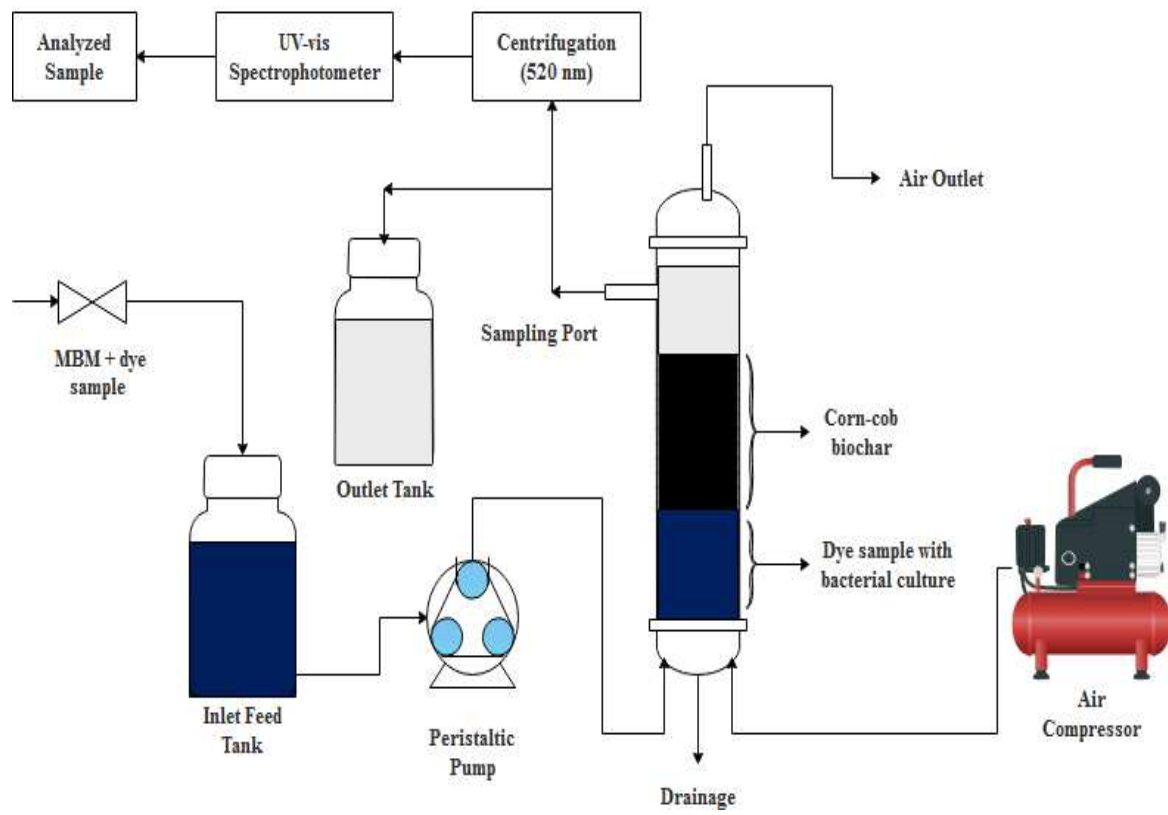 Analyzed
Sample
UV-vis
Spectrophotometer
Centrifugation
(520 nm)
Air Outlet
Sampling Port
MBM + dye
sample
Corn-cob
biochar
Outlet Tank
Dye sample with
bacterial culture
Inlet Feed
Tank
Peristaltic
Pump
Air
Compressor
Drainage